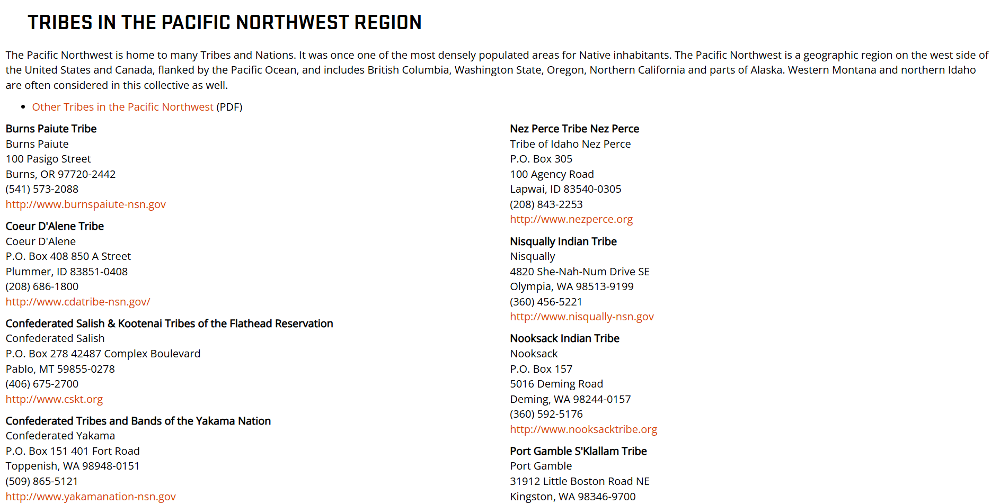 TRIBES IN THE PACIFIC NORTHWEST REGION
The Pacific Northwest is home to many Tribes and Nations. It was once one of the most densely populated areas for Native inhabitants. The Pacific Northwest is a geographic region on the west side of
the United States and Canada, flanked by the Pacific Ocean, and includes British Columbia, Washington State, Oregon, Northern California and parts of Alaska. Western Montana and northern Idaho
are often considered in this collective as well.
• Other Tribes in the Pacific Northwest (PDF)
Burns Paiute Tribe
Burns Paiute
100 Pasigo Street
Burns, OR 97720-2442
(541) 573-2088
http://www.burnspaiute-nsn.gov
Coeur D'Alene Tribe
Coeur D'Alene
P.O. Box 408 850 A Street
Plummer, ID 83851-0408
(208) 686-1800
http://www.cdatribe-nsn.gov/
Confederated Salish & Kootenai Tribes of the Flathead Reservation
Confederated Salish
P.O. Box 278 42487 Complex Boulevard
Pablo, MT 59855-0278
(406) 675-2700
http://www.cskt.org
Confederated Tribes and Bands of the Yakama Nation
Confederated Yakama
P.O. Box 151 401 Fort Road
Toppenish, WA 98948-0151
(509) 865-5121
http://www.yakamanation-nsn.gov
Nez Perce Tribe Nez Perce
Tribe of Idaho Nez Perce
P.O. Box 305
100 Agency Road
Lapwai, ID 83540-0305
(208) 843-2253
http://www.nezperce.org
Nisqually Indian Tribe
Nisqually
4820 She-Nah-Num Drive SE
Olympia, WA 98513-9199
(360) 456-5221
http://www.nisqually-nsn.gov
Nooksack Indian Tribe
Nooksack
P.O. Box 157
5016 Deming Road
Deming, WA 98244-0157
(360) 592-5176
http://www.nooksacktribe.org
Port Gamble S'Klallam Tribe
Port Gamble
31912 Little Boston Road NE
Kingston, WA 98346-9700